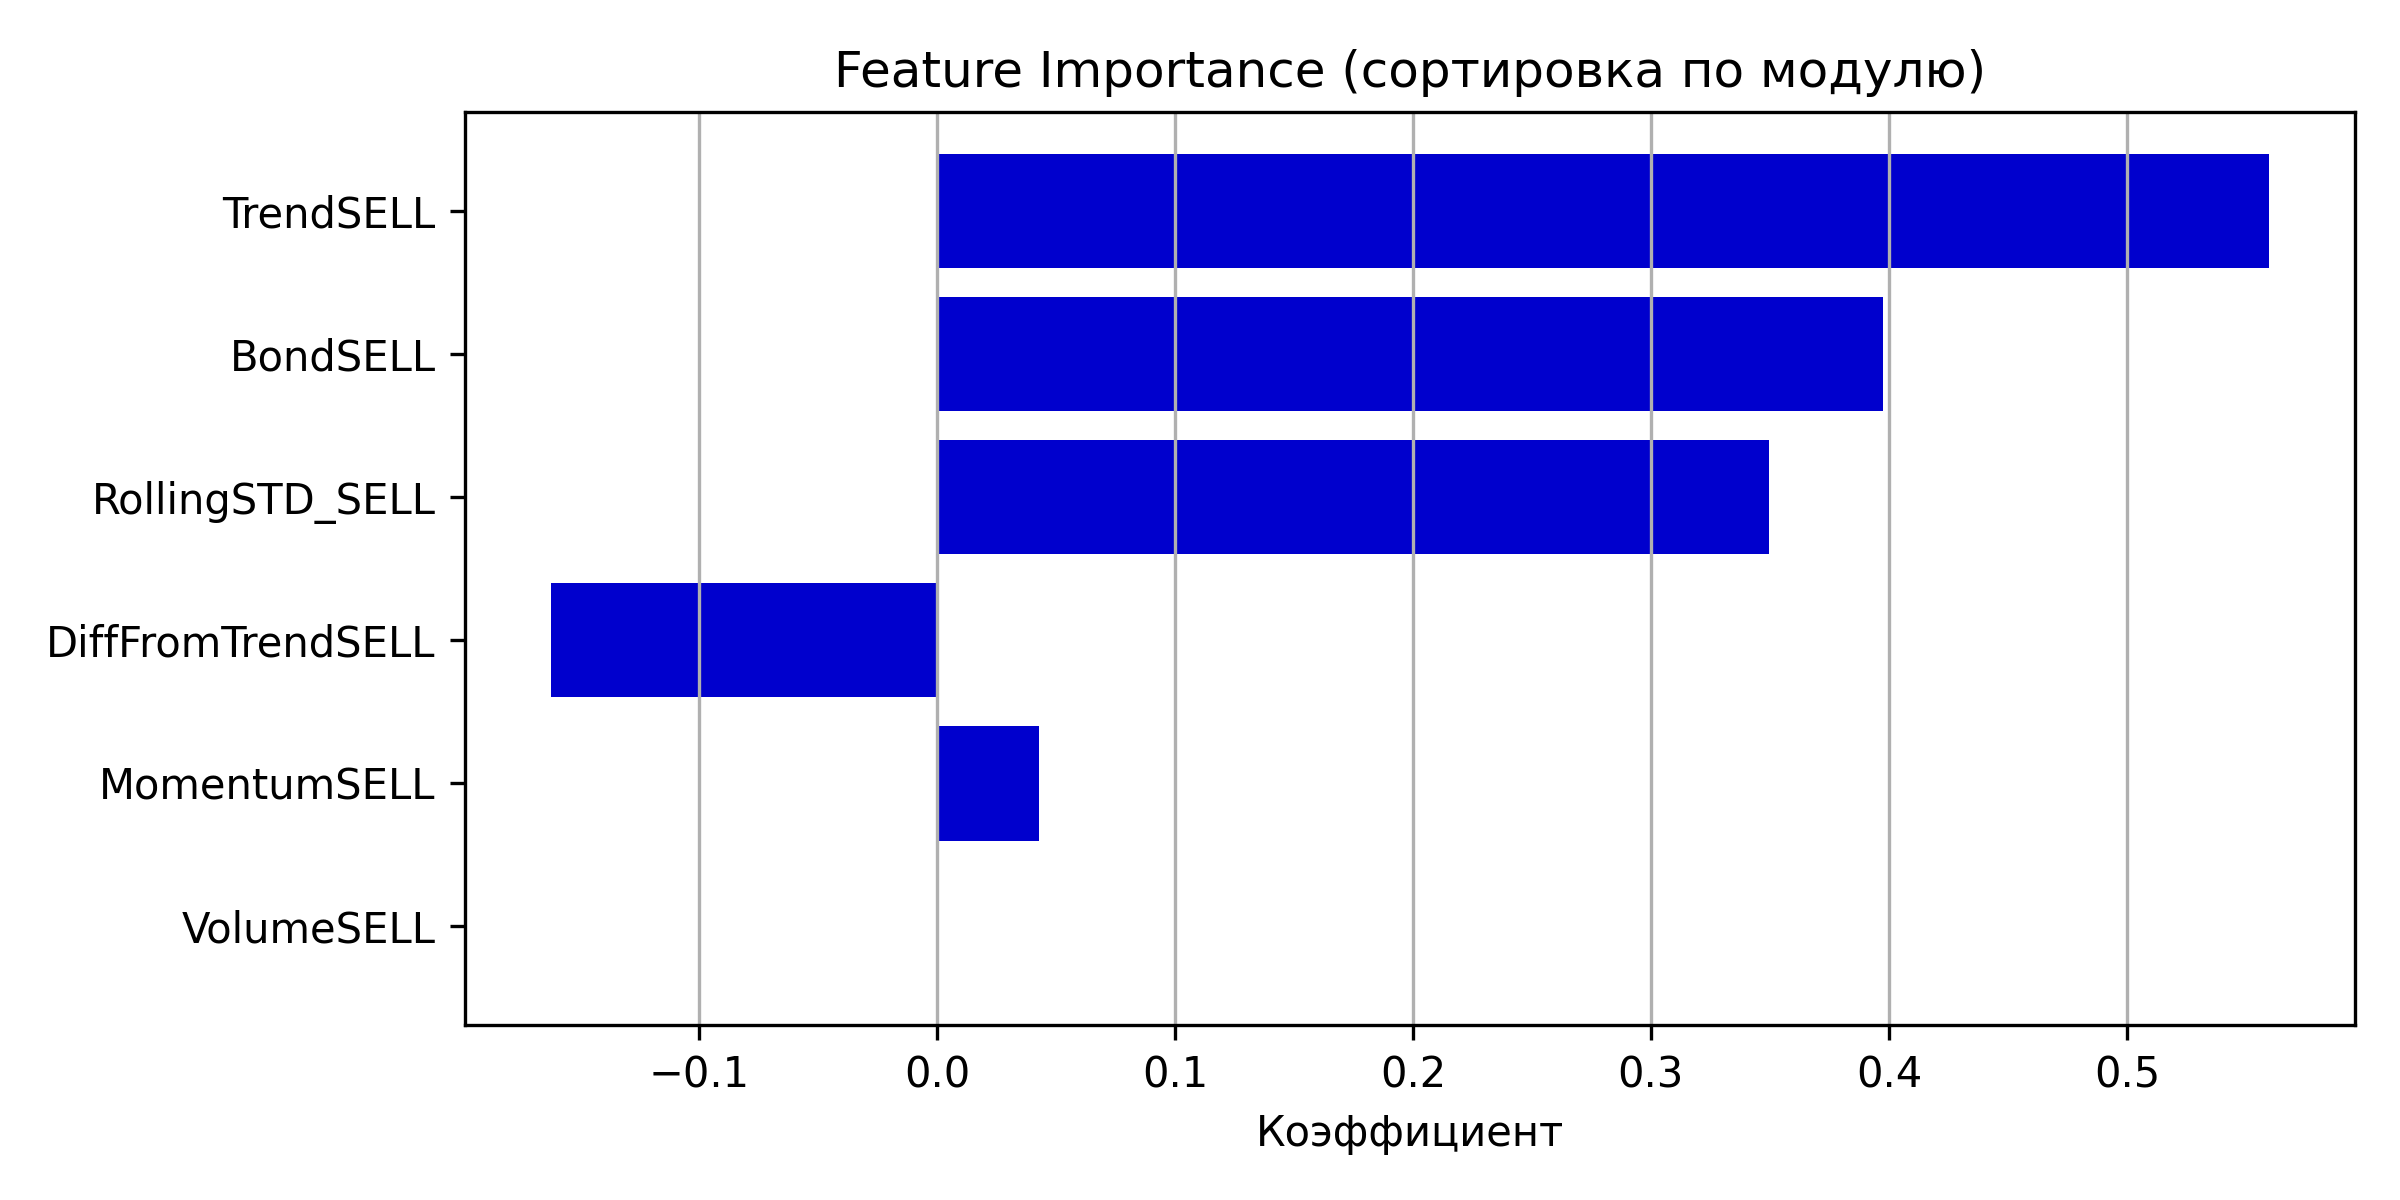 Feature Importance (сортировка по модулю)
TrendSELL
BondSELL
RollingSTD_SELL
DiffFromTrendSELL
MomentumSELL
VolumeSELL
−0.1 0.0 0.1 0.2 0.3 0.4 0.5
Коэффициент